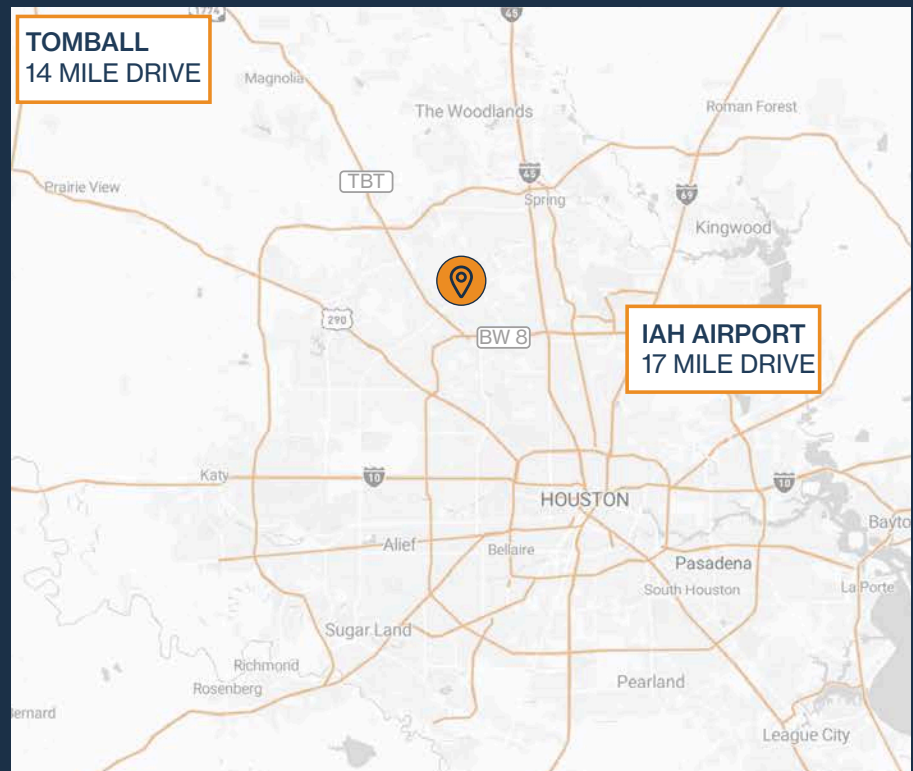 1774
45
TOMBALL
14 MILE DRIVE
Magnolia
The Woodlands
Roman Forest
45
TBT
Prairie View
69
Spring
Kingwood
290
BW 8
IAH AIRPORT
17 MILE DRIVE
Katy
10
10
HOUSTON
Bayto
Alief
Bellaire
Pasadena
South Houston
La Porte
Sugar Land
Richmond
Rosenberg
Pearland
ernard
League City